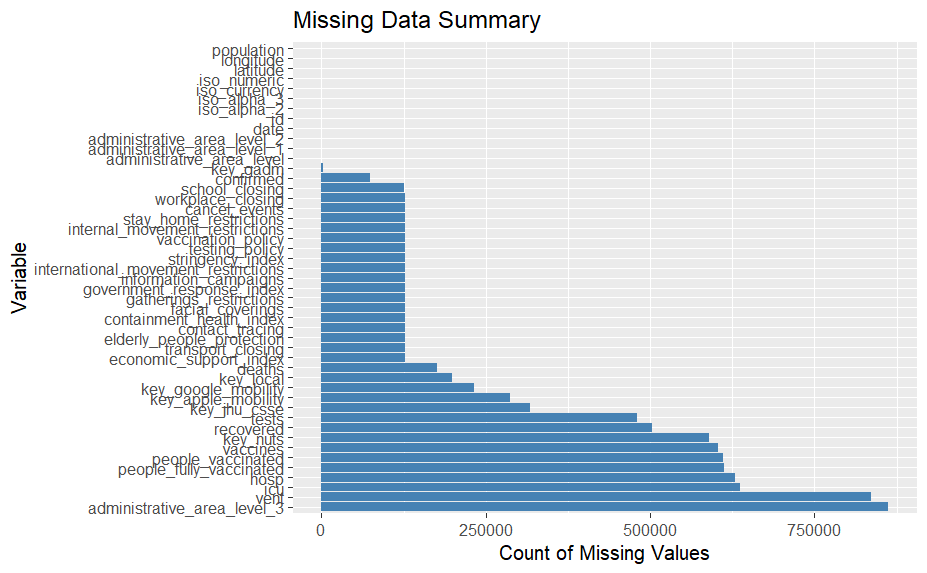 Missing Data Summary
population
longitude
latitude
iso_numeric
iso_currency
iso_alpha_3
iso_alpha_2
id
date
administrative_area_level_2
administrative_area_level_1
administrative_area_level
key_gadm
confirmed
school_closing
workplace_closing
cancel_events
stay_home_restrictions
internal_movement_restrictions
vaccination_policy
testing_policy
stringency_index
international_movement_restrictions
information_campaigns
government_response_index
gatherings_restrictions
facial_coverings
containment_health_index
contact_tracing
elderly_people_protection
transport_closing
economic_support_index
deaths
key_local
key_google_mobility
key_apple_mobility
key_jhu_csse
tests
recovered
key_nuts
vaccines
people_vaccinated
people_fully_vaccinated
hosp
icu
vent
administrative_area_level_3
Variable
0 250000 500000 750000
Count of Missing Values